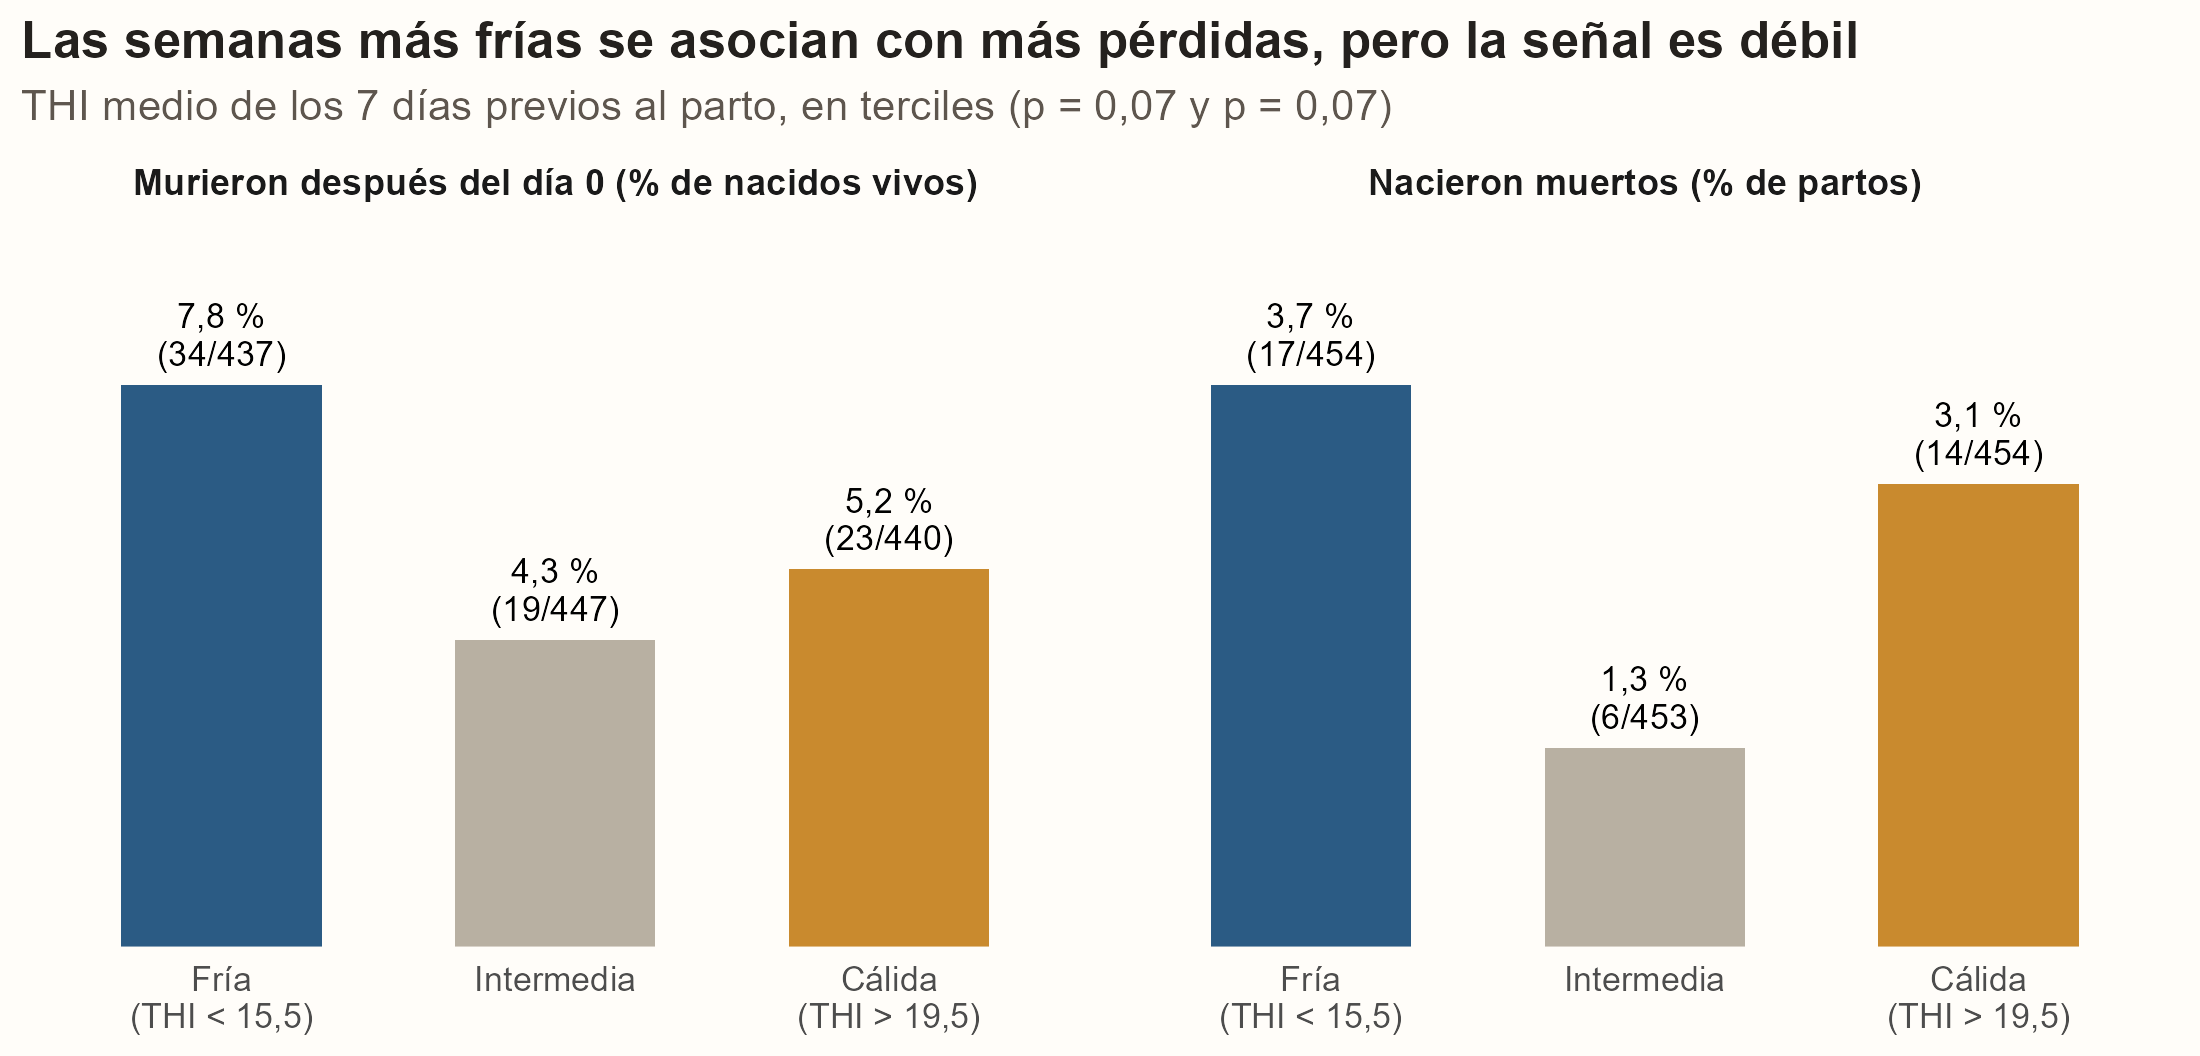 Las semanas más frías se asocian con más pérdidas, pero la señal es débil
THI medio de los 7 días previos al parto, en terciles (p = 0,07 y p = 0,07)
Murieron después del día 0 (% de nacidos vivos)
7,8 %
(34/437)
4,3 %
(19/447)
5,2 %
(23/440)
Fría
(THI < 15,5)
Intermedia
Cálida
(THI > 19,5)
Nacieron muertos (% de partos)
3,7 %
(17/454)
1,3 %
(6/453)
3,1 %
(14/454)
Fría
(THI < 15,5)
Intermedia
Cálida
(THI > 19,5)